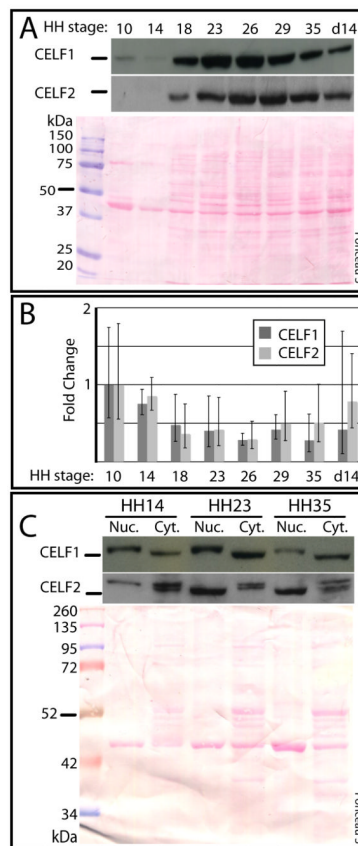 A HH stage: 10 14 18 23 26 29 35 d14
CELF1
CELF2
kDa
150
100
75
50
37
25
20
B
2
1
Fold Change
CELF1
CELF2
HH stage:
10 14 18 23 26 29 35 d14
C HH14 HH23 HH35
Nuc. Cyt. Nuc. Cyt. Nuc. Cyt.
CELF1
CELF2
260
135
95
72
52
42
34
kDa